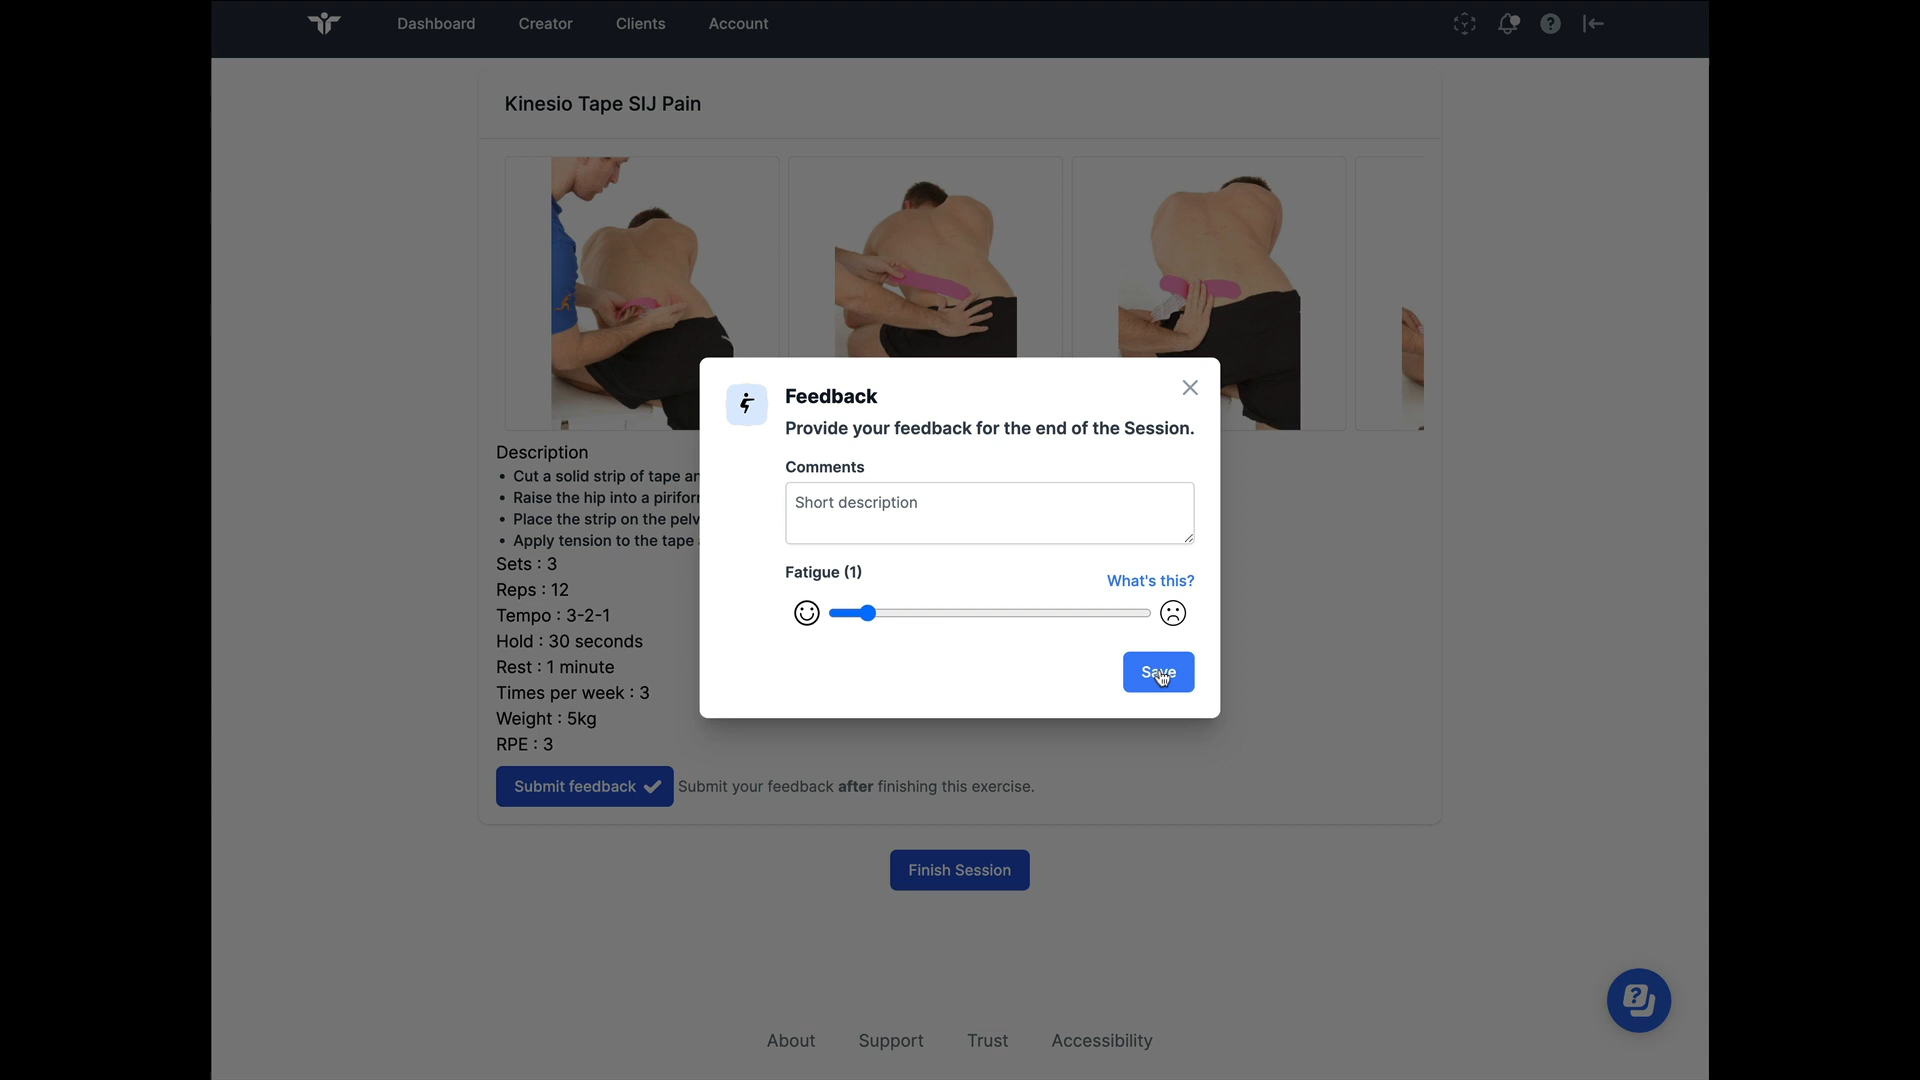 Dashboard
Creator
Clients
Account
Kinesio Tape SIJ Pain
Feedback
Provide your feedback for the end of the Session.
Comments
Short description
Fatigue (1)
What's this?
Save
Description
• Cut a solid strip of tape
• Raise the hip into a
• Place the strip on the
• Apply tension to the tape
Sets : 3
Reps : 12
Tempo : 3-2-1
Hold : 30 seconds
Rest : 1 minute
Times per week : 3
Weight : 5kg
RPE : 3
Submit feedback
Submit your feedback after finishing this exercise.
Finish Session
About
Support
Trust
Accessibility